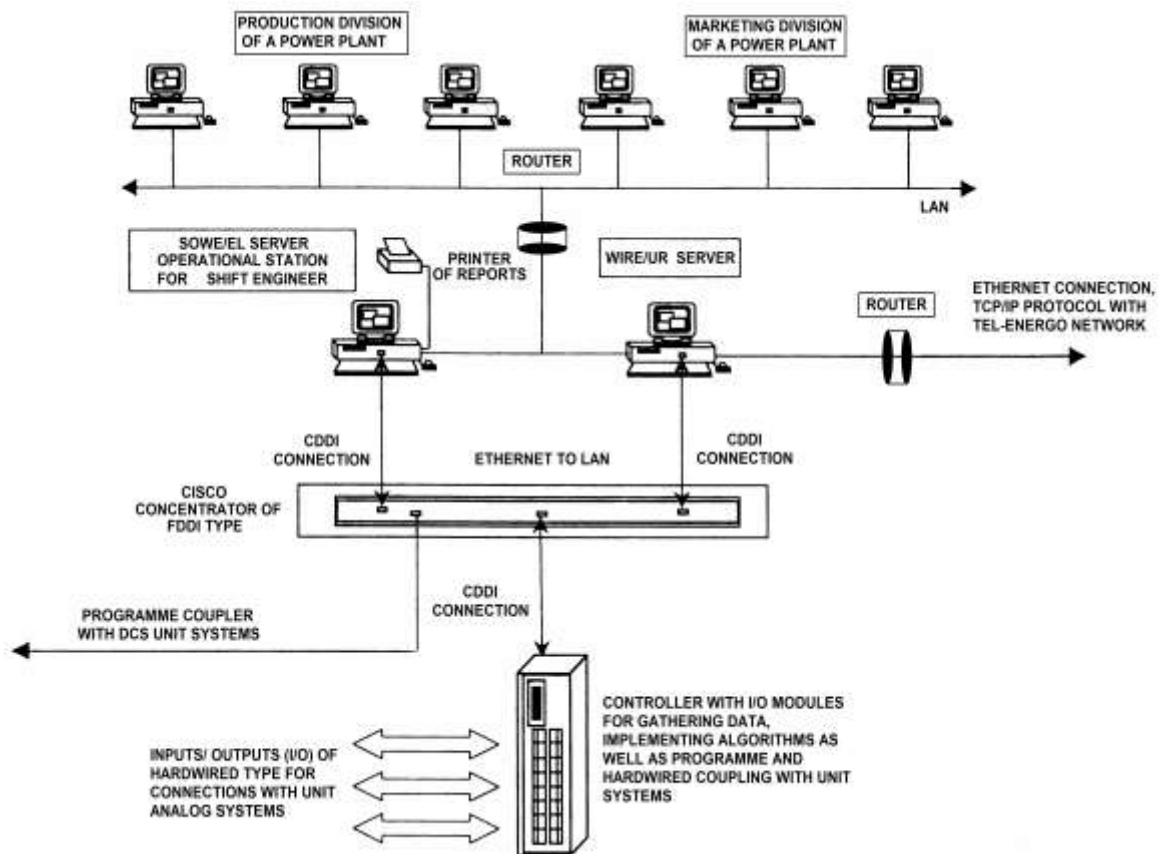 PRODUCTION DIVISION
OF A POWER PLANT
MARKETING DIVISION
OF A POWER PLANT
ROUTER
LAN
SOWE/EL SERVER
OPERATIONAL STATION
FOR SHIFT ENGINEER
PRINTER
OF REPORTS
WIRE/UR SERVER
ROUTER
ETHERNET CONNECTION,
TCP/IP PROTOCOL WITH
TEL-ENERGO NETWORK
CDDI
CONNECTION
ETHERNET TO LAN
CDDI
CONNECTION
CISCO
CONCENTRATOR OF
FDDI TYPE
CDDI
CONNECTION
PROGRAMME COUPLER
WITH DCS UNIT SYSTEMS
CONTROLLER WITH I/O MODULES
FOR GATHERING DATA,
IMPLEMENTING ALGORITHMS AS
WELL AS PROGRAMME AND
HARDWIRED COUPLING WITH UNIT
SYSTEMS
INPUTS/ OUTPUTS (I/O) OF
HARDWIRED TYPE FOR
CONNECTIONS WITH UNIT
ANALOG SYSTEMS